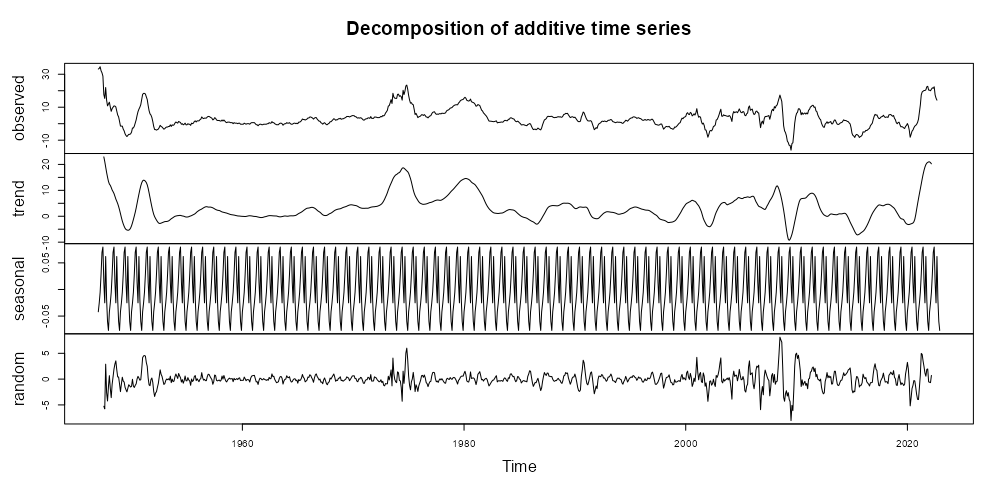 Decomposition of additive time series
observed
-10 10 30
trend
-10 0 10 20
seasonal
-0.05 0.05
random
-5 0 5
1960 1980 2000 2020
Time